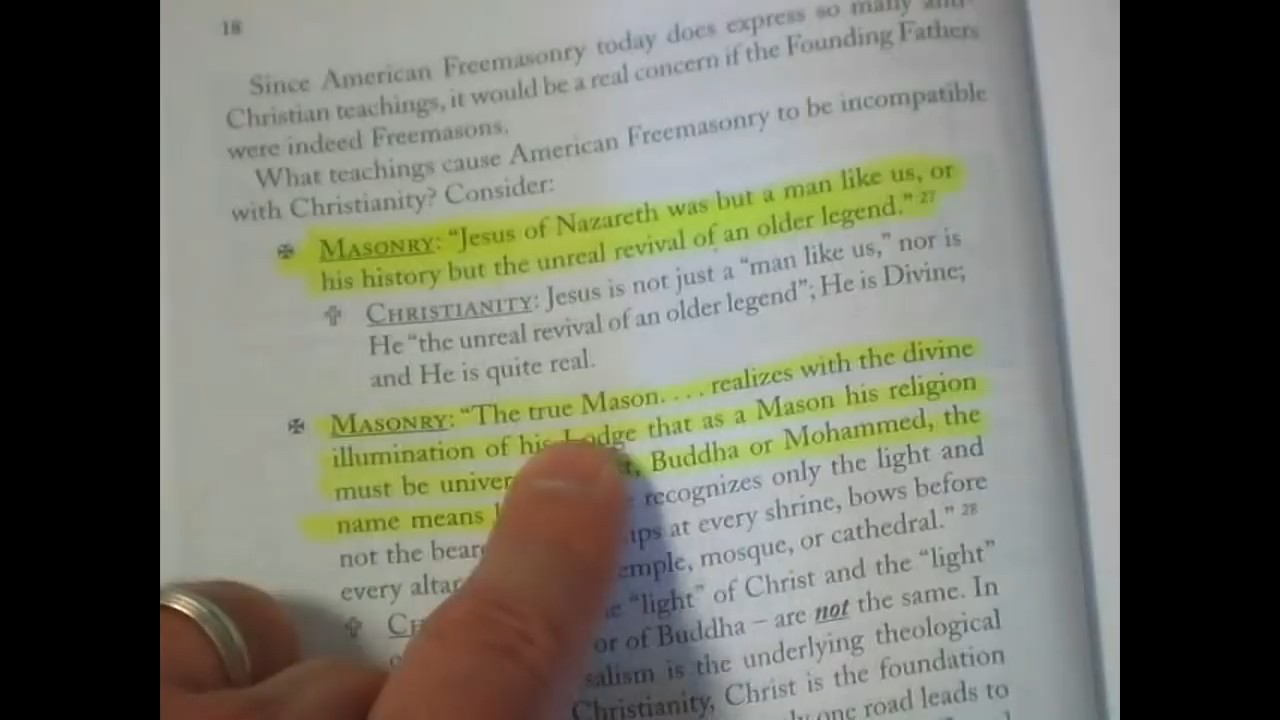 18
Since American Freemasonry today does express so many anti-
Christian teachings, it would be a real concern if the Founding Fathers
were indeed Freemasons.
What teachings cause American Freemasonry to be incompatible
with Christianity? Consider:
✠ MASONRY: “Jesus of Nazareth was but a man like us, or
his history but the unreal revival of an older legend.” 27
✞ CHRISTIANITY: Jesus is not just a “man like us,” nor is
He “the unreal revival of an older legend”; He is Divine;
and He is quite real.
✠ MASONRY: “The true Mason. . . . realizes with the divine
illumination of his Lodge that as a Mason his religion
must be univer Buddha or Mohammed, the
name means recognizes only the light and
not the bear at every shrine, bows before
every altar mosque, or cathedral.” 28
✞ “light” of Christ and the “light”
or of Buddha – are not the same. In
is the underlying theological
Christianity, Christ is the foundation
one road leads to